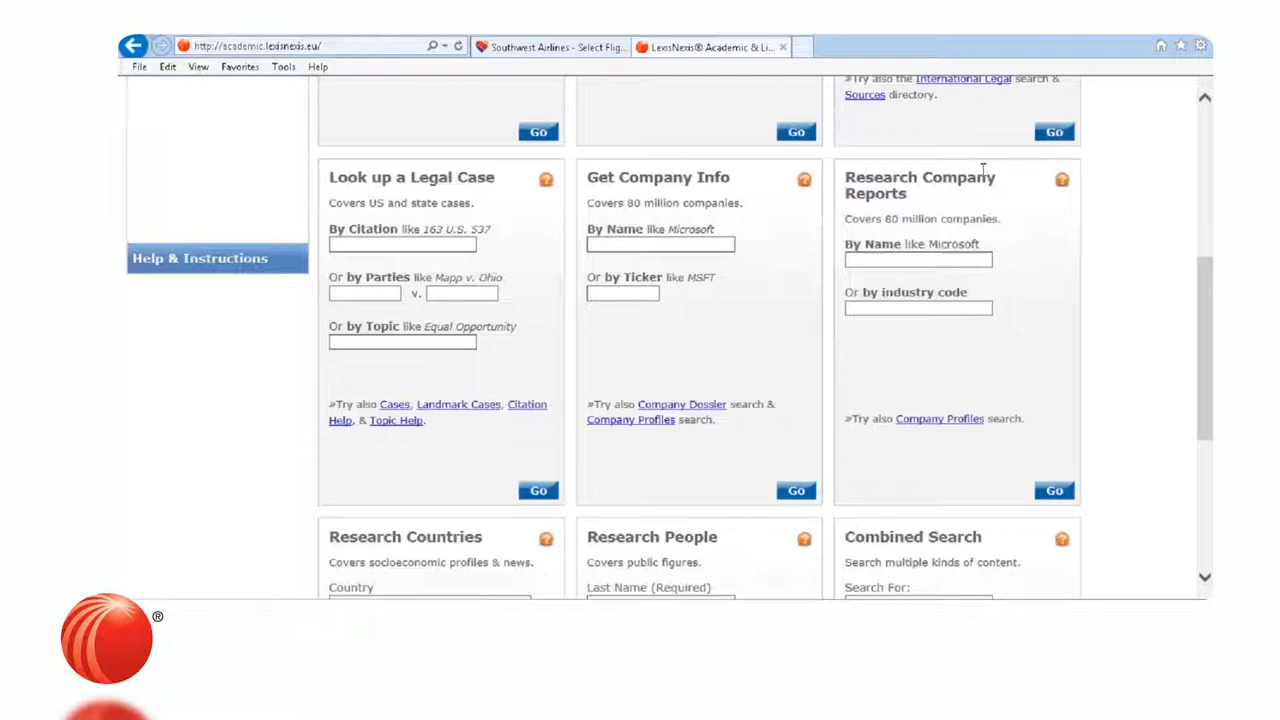 http://academic.lexisnexis.eu/
Southwest Airlines - Select Flig...
LexisNexis® Academic & Li...
File Edit View Favorites Tools Help
»Try also the International Legal search &
Sources directory.
Go
Go
Go
Help & Instructions
Look up a Legal Case
Covers US and state cases.
By Citation like 163 U.S. 537
Or by Parties like Mapp v. Ohio
v.
Or by Topic like Equal Opportunity
»Try also Cases, Landmark Cases, Citation
Help, & Topic Help.
Go
Get Company Info
Covers 80 million companies.
By Name like Microsoft
Or by Ticker like MSFT
»Try also Company Dossier search &
Company Profiles search.
Go
Research Company
Reports
Covers 80 million companies.
By Name like Microsoft
Or by industry code
»Try also Company Profiles search.
Go
Research Countries
Covers socioeconomic profiles & news.
Country
Research People
Covers public figures.
Last Name (Required)
Combined Search
Search multiple kinds of content.
Search For:
®